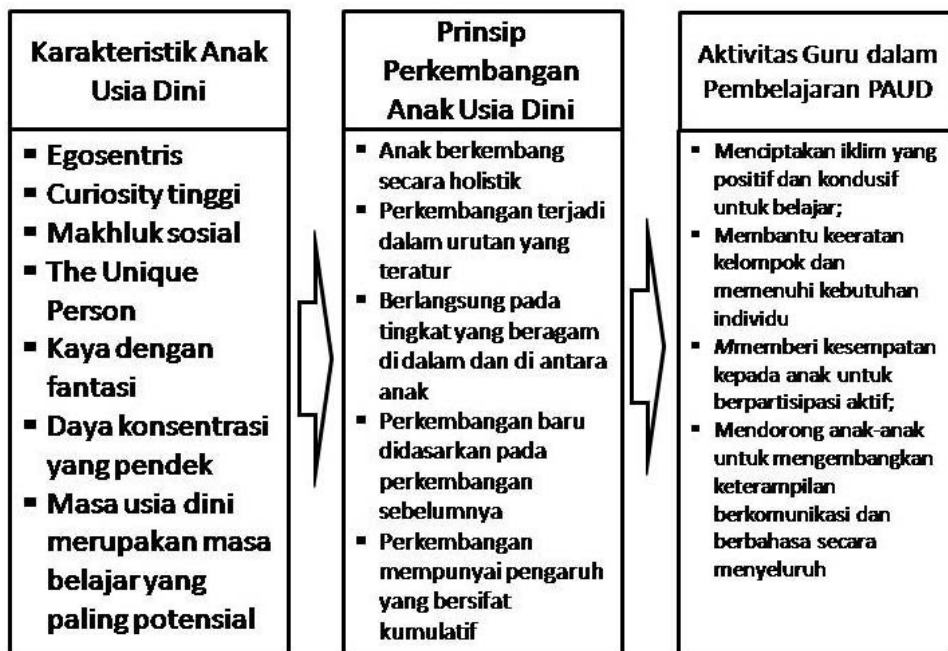 Karakteristik Anak
Usia Dini
▪ Egosentris
▪ Curiosity tinggi
▪ Makhluk sosial
▪ The Unique
Person
▪ Kaya dengan
fantasi
▪ Daya konsentrasi
yang pendek
▪ Masa usia dini
merupakan masa
belajar yang
paling potensial
Prinsip
Perkembangan
Anak Usia Dini
▪ Anak berkembang
secara holistik
▪ Perkembangan terjadi
dalam urutan yang
teratur
▪ Berlangsung pada
tingkat yang beragam
di dalam dan di antara
anak
▪ Perkembangan baru
didasarkan pada
perkembangan
sebelumnya
▪ Perkembangan
mempunyai pengaruh
yang bersifat
kumulatif
Aktivitas Guru dalam
Pembelajaran PAUD
▪ Menciptakan iklim yang
positif dan kondusif
untuk belajar;
▪ Membantu keeratan
kelompok dan
memenuhi kebutuhan
individu
▪ Mmemberi kesempatan
kepada anak untuk
berpartisipasi aktif;
▪ Mendorong anak-anak
untuk mengembangkan
keterampilan
berkomunikasi dan
berbahasa secara
menyeluruh